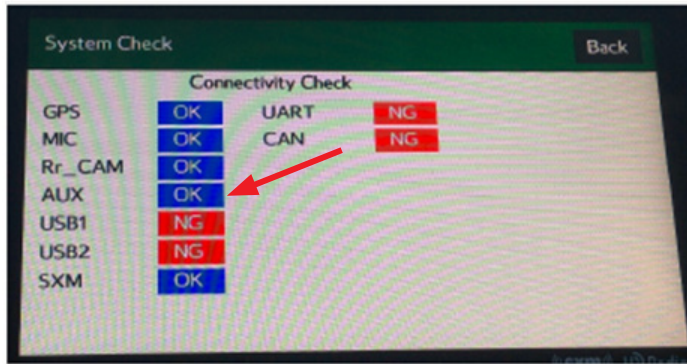 System Check Back
Connectivity Check
GPS OK UART NG
MIC OK CAN NG
Rr_CAM OK
AUX OK
USB1 NG
USB2 NG
SXM OK